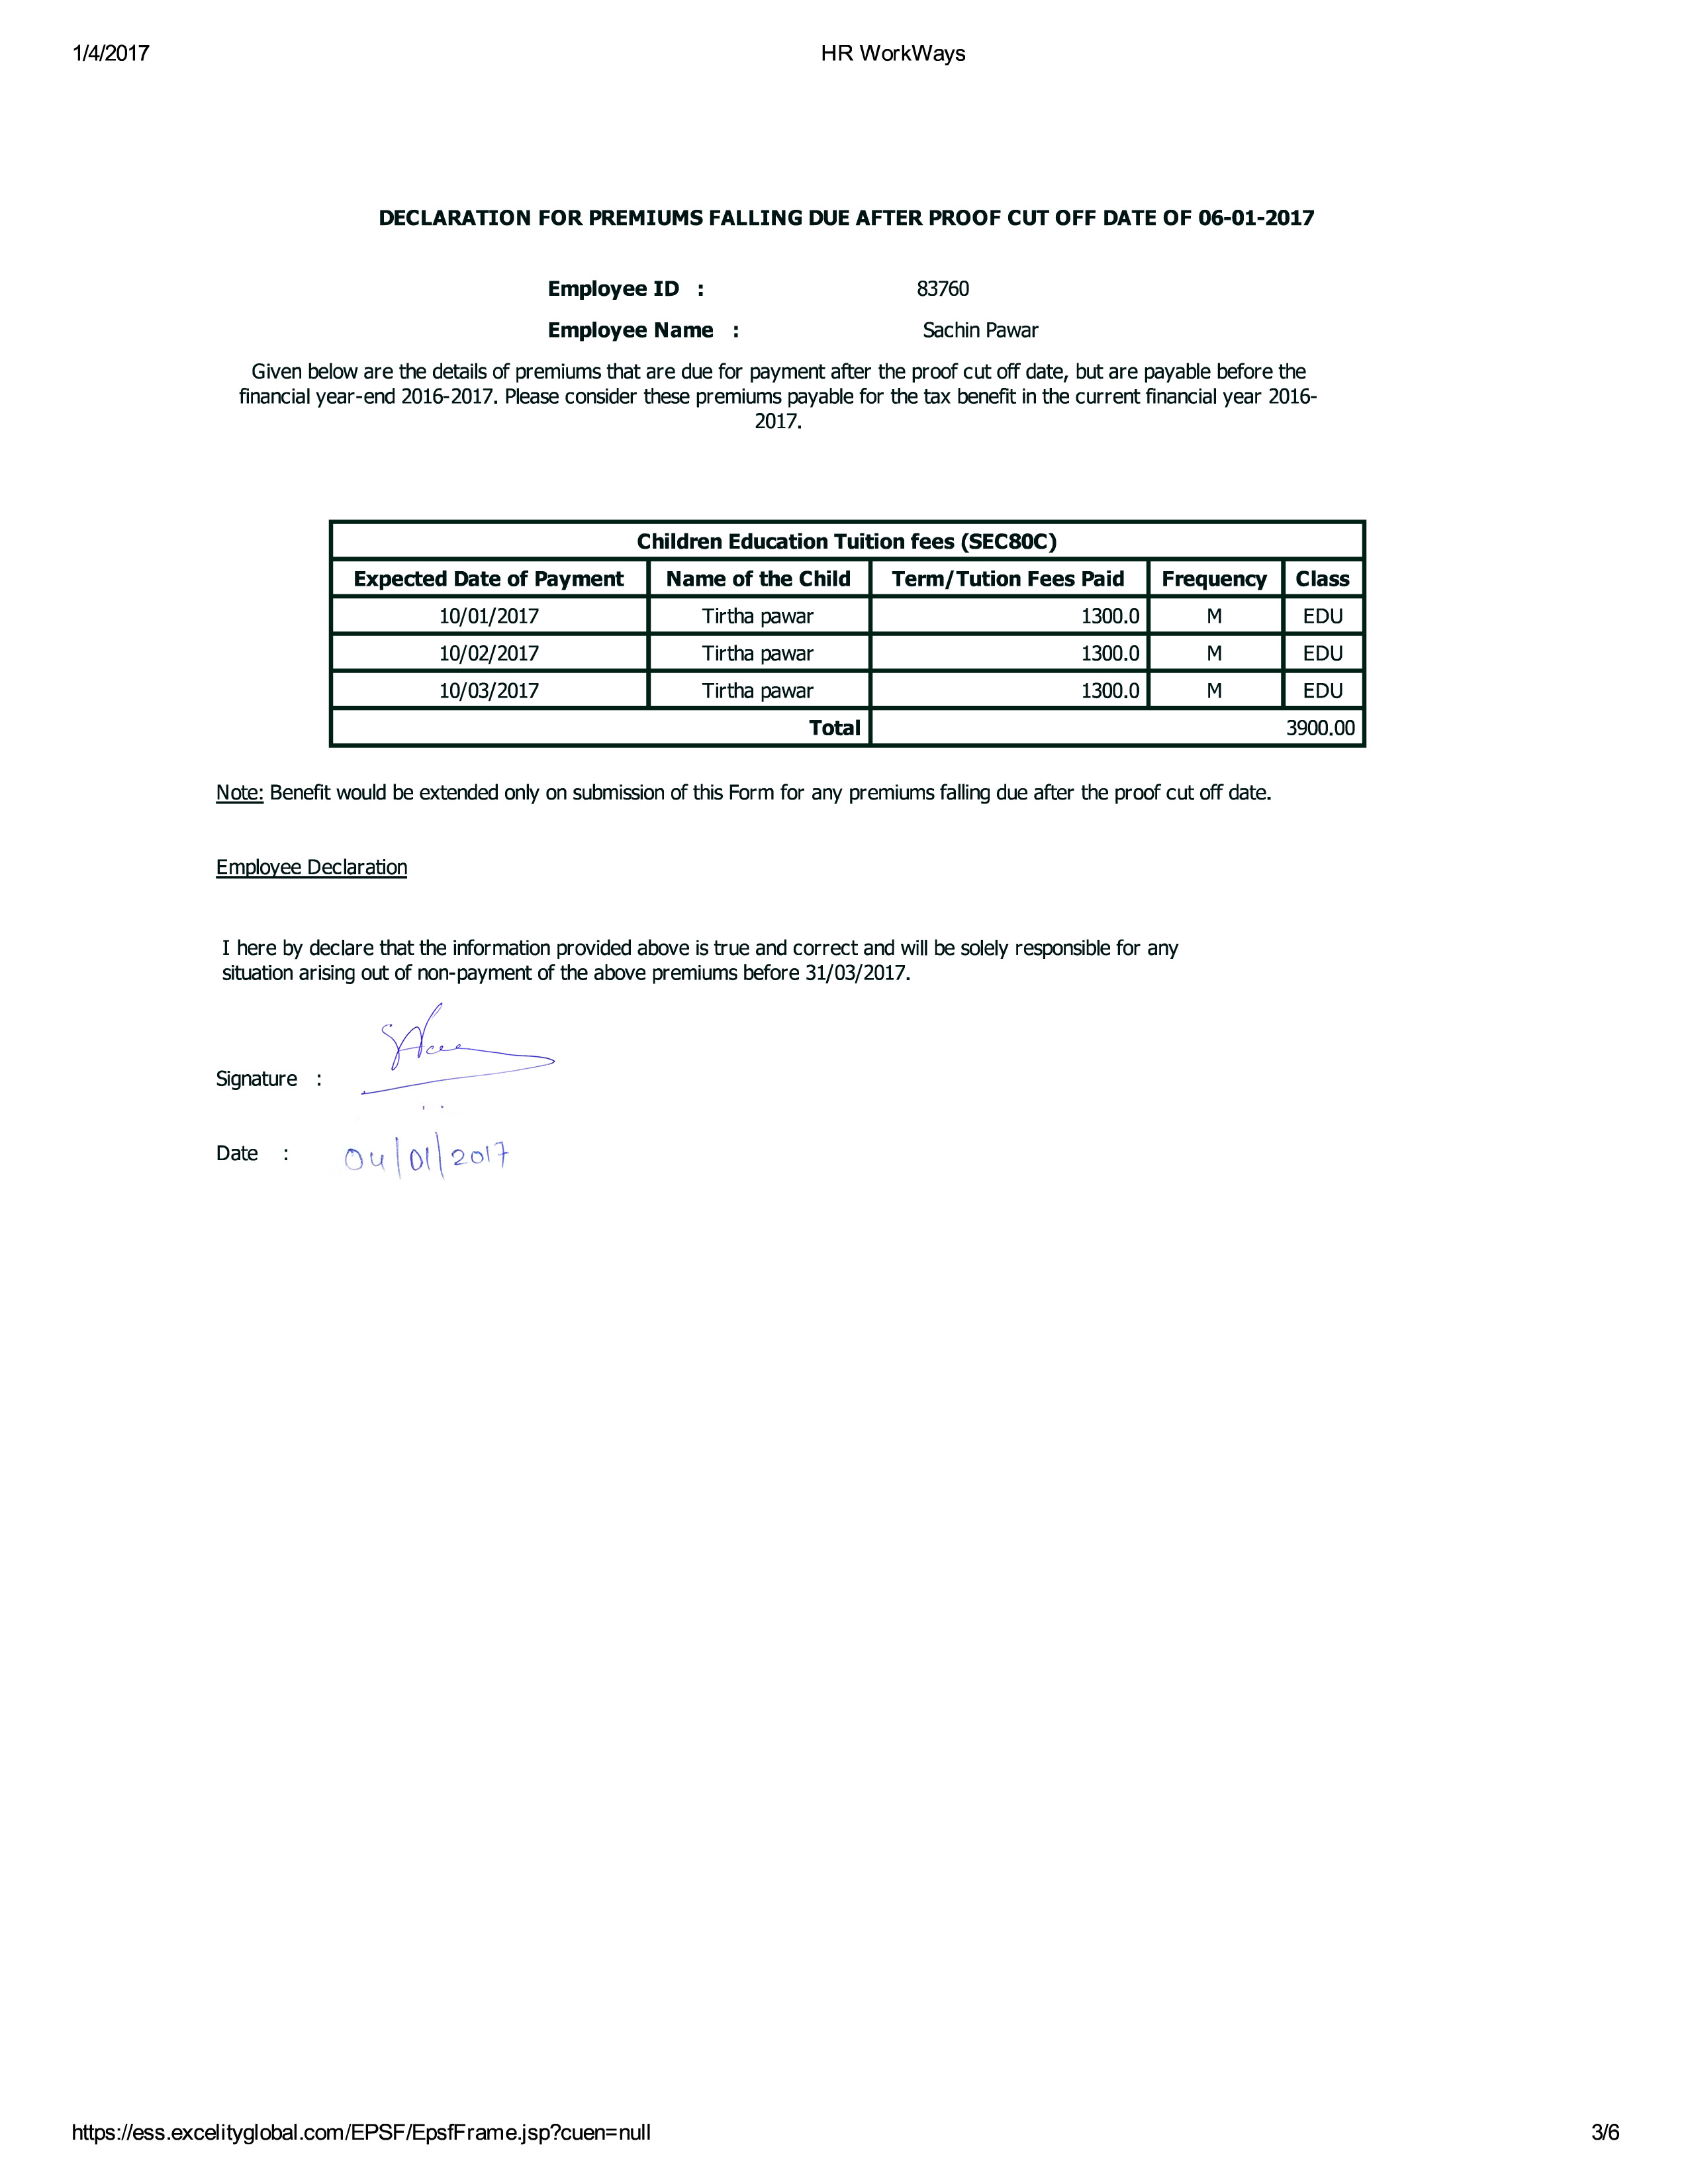 1/4/2017 HR WorkWays
DECLARATION FOR PREMIUMS FALLING DUE AFTER PROOF CUT OFF DATE OF 06-01-2017
Employee ID : 83760
Employee Name : Sachin Pawar
Given below are the details of premiums that are due for payment after the proof cut off date, but are payable before the
financial year-end 2016-2017. Please consider these premiums payable for the tax benefit in the current financial year 2016-
2017.
Children Education Tuition fees (SEC80C)
Expected Date of Payment Name of the Child Term/Tution Fees Paid Frequency Class
10/01/2017 Tirtha pawar 1300.0 M EDU
10/02/2017 Tirtha pawar 1300.0 M EDU
10/03/2017 Tirtha pawar 1300.0 M EDU
Total 3900.00
Note: Benefit would be extended only on submission of this Form for any premiums falling due after the proof cut off date.
Employee Declaration
I here by declare that the information provided above is true and correct and will be solely responsible for any
situation arising out of non-payment of the above premiums before 31/03/2017.
Signature :
Date : 04/01/2017
https://ess.excelityglobal.com/EPSF/EpsfFrame.jsp?cuen=null 3/6